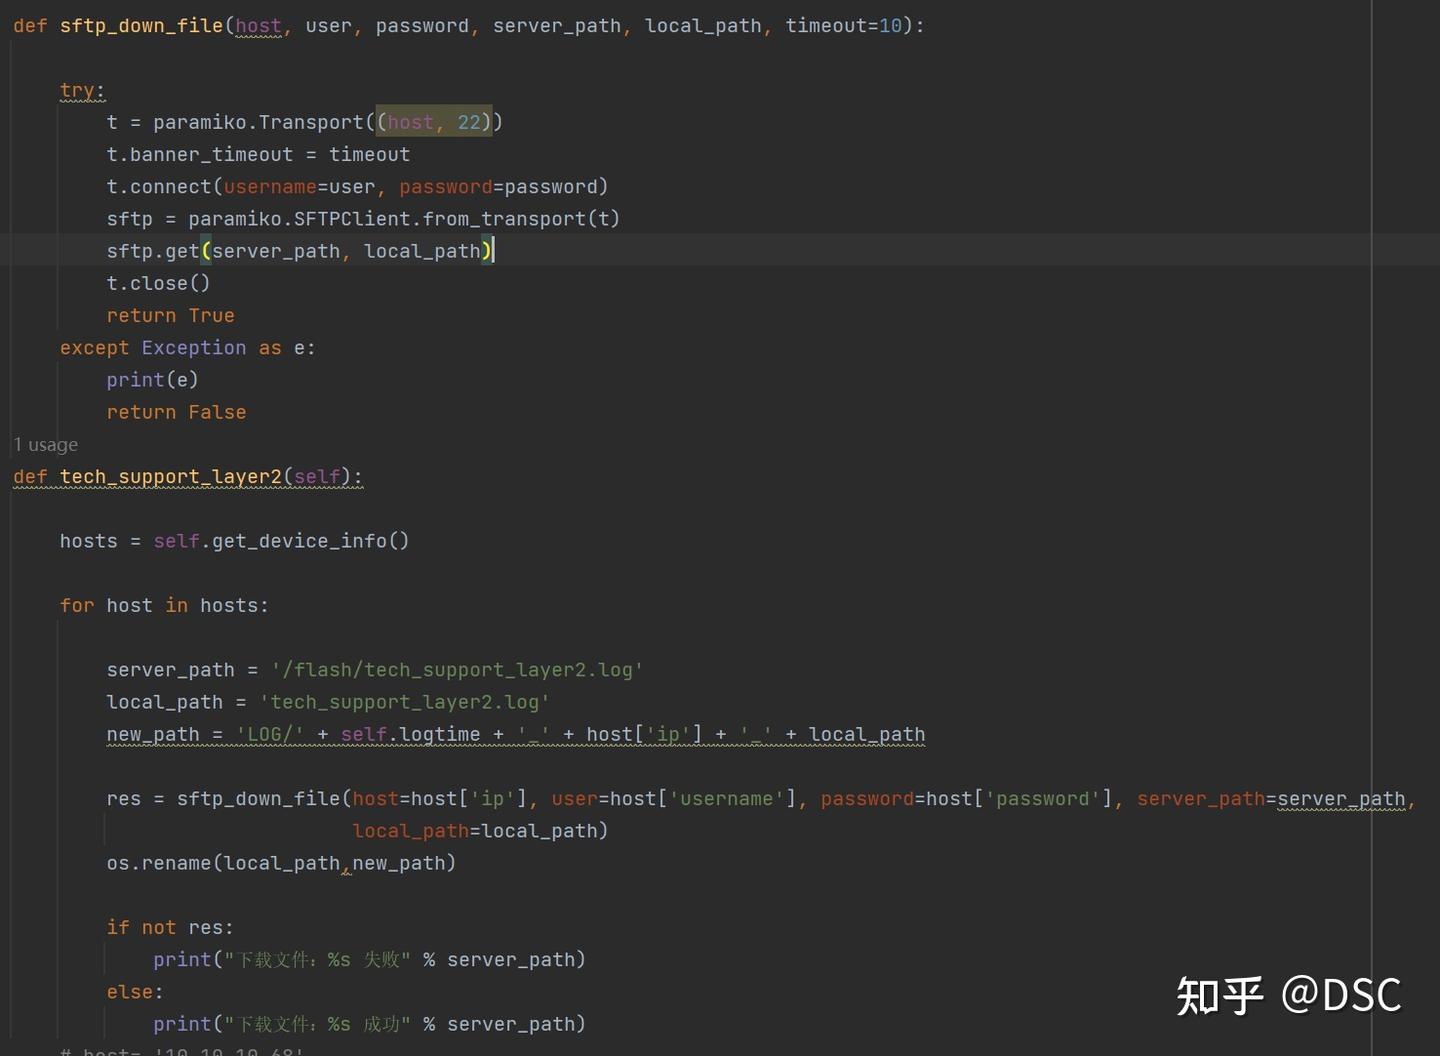 def sftp_down_file(host, user, password, server_path, local_path, timeout=10):
try:
t = paramiko.Transport((host, 22))
t.banner_timeout = timeout
t.connect(username=user, password=password)
sftp = paramiko.SFTPClient.from_transport(t)
sftp.get(server_path, local_path)
t.close()
return True
except Exception as e:
print(e)
return False
1 usage
def tech_support_layer2(self):
hosts = self.get_device_info()
for host in hosts:
server_path = '/flash/tech_support_layer2.log'
local_path = 'tech_support_layer2.log'
new_path = 'LOG/' + self.logtime + '_' + host['ip'] + '_' + local_path
res = sftp_down_file(host=host['ip'], user=host['username'], password=host['password'], server_path=server_path,
local_path=local_path)
os.rename(local_path,new_path)
if not res:
print("下载文件：%s 失败" % server_path)
else:
print("下载文件：%s 成功" % server_path)
# host= '10.10.10.68'
知乎 @DSC